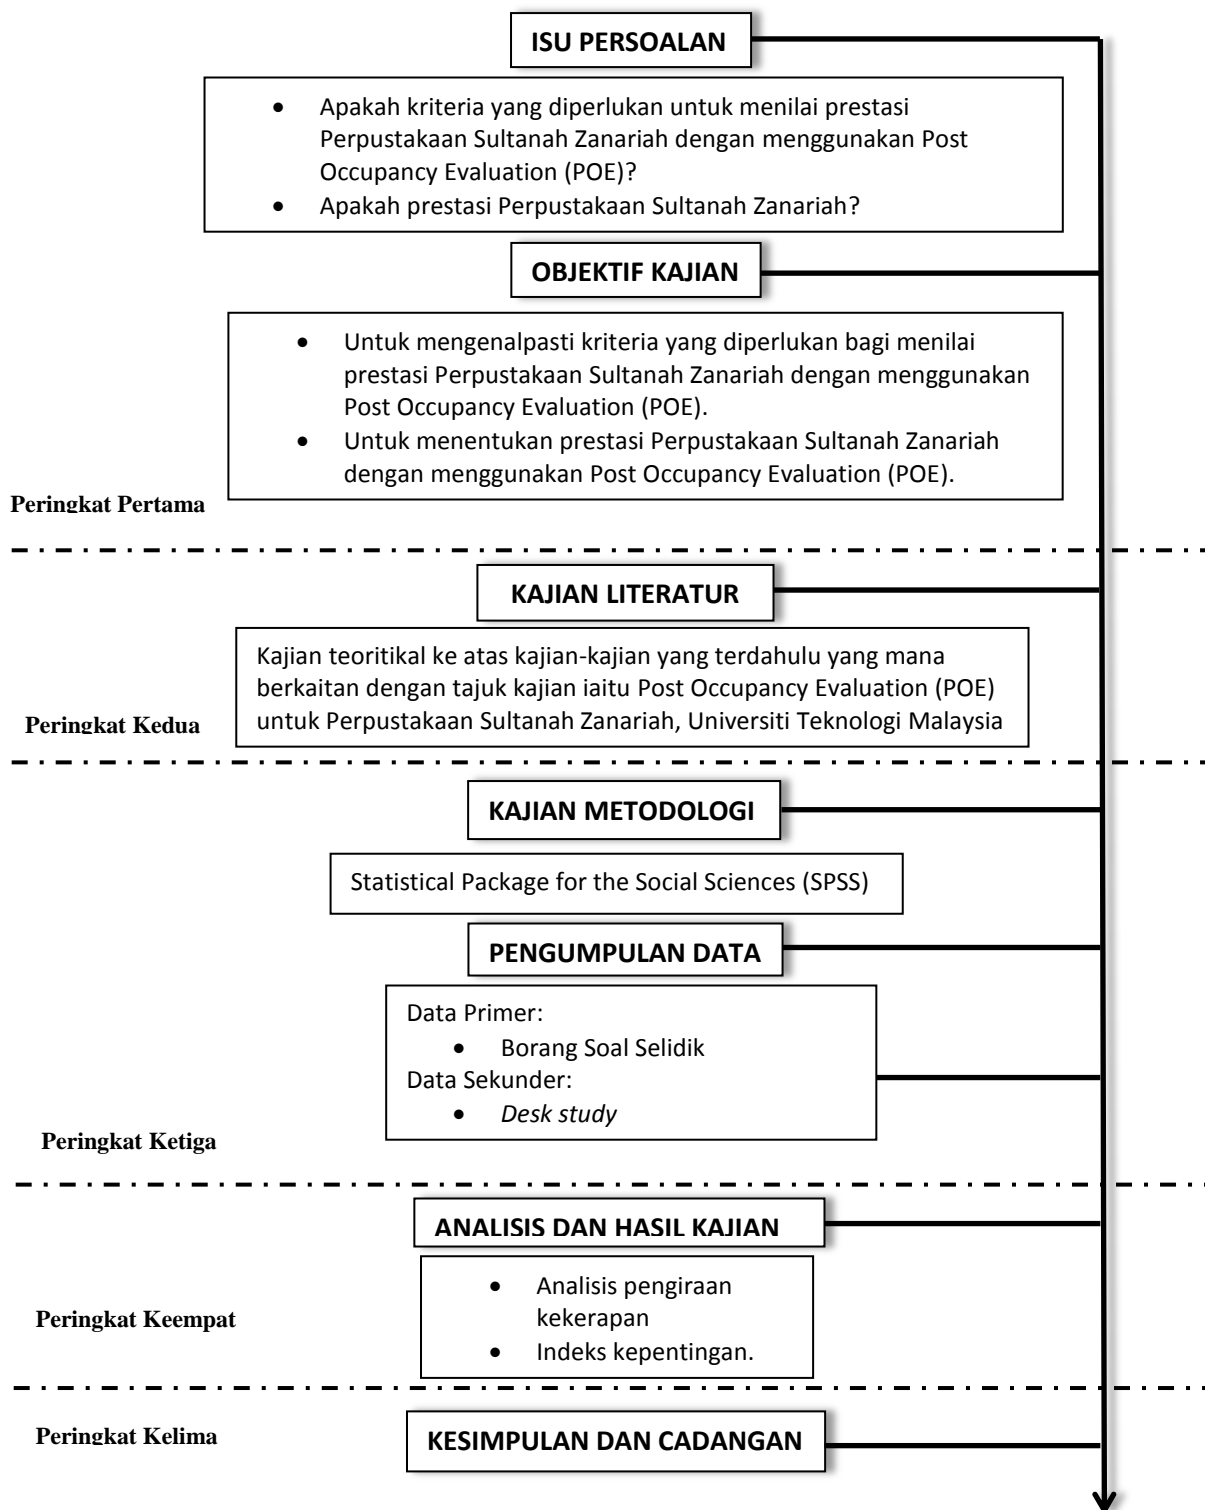 ISU PERSOALAN
• Apakah kriteria yang diperlukan untuk menilai prestasi
Perpustakaan Sultanah Zanariah dengan menggunakan Post
Occupancy Evaluation (POE)?
• Apakah prestasi Perpustakaan Sultanah Zanariah?
OBJEKTIF KAJIAN
• Untuk mengenalpasti kriteria yang diperlukan bagi menilai
prestasi Perpustakaan Sultanah Zanariah dengan menggunakan
Post Occupancy Evaluation (POE).
• Untuk menentukan prestasi Perpustakaan Sultanah Zanariah
dengan menggunakan Post Occupancy Evaluation (POE).
Peringkat Pertama
KAJIAN LITERATUR
Kajian teoritikal ke atas kajian-kajian yang terdahulu yang mana
berkaitan dengan tajuk kajian iaitu Post Occupancy Evaluation (POE)
untuk Perpustakaan Sultanah Zanariah, Universiti Teknologi Malaysia
Peringkat Kedua
KAJIAN METODOLOGI
Statistical Package for the Social Sciences (SPSS)
PENGUMPULAN DATA
Data Primer:
• Borang Soal Selidik
Data Sekunder:
• Desk study
Peringkat Ketiga
ANALISIS DAN HASIL KAJIAN
• Analisis pengiraan
kekerapan
• Indeks kepentingan.
Peringkat Keempat
Peringkat Kelima
KESIMPULAN DAN CADANGAN